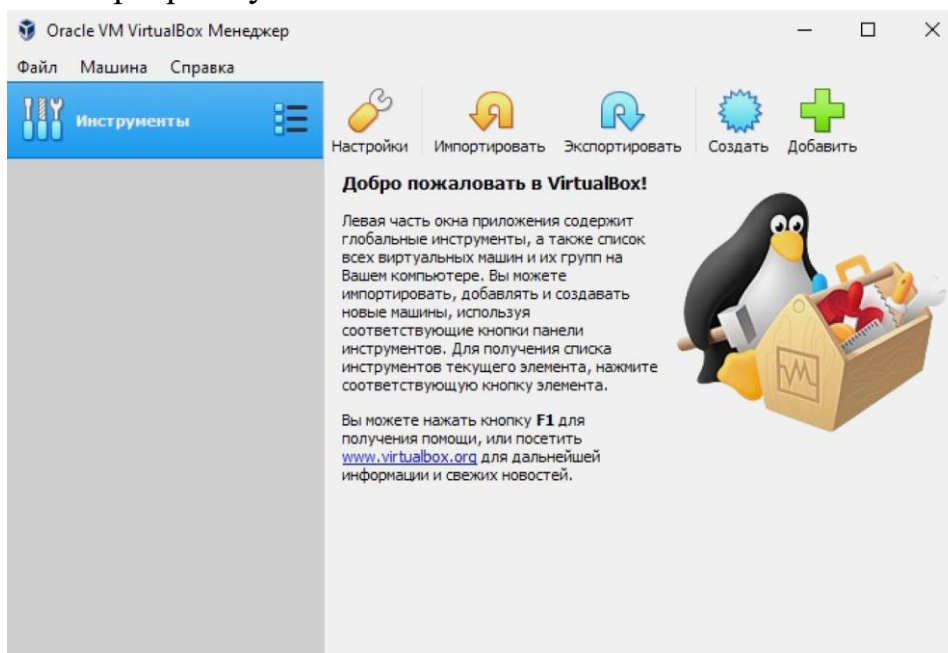 Oracle VM VirtualBox Менеджер
Файл Машина Справка
Инструменты
Настройки Импортировать Экспортировать Создать Добавить
Добро пожаловать в VirtualBox!
Левая часть окна приложения содержит
глобальные инструменты, а также список
всех виртуальных машин и их групп на
Вашем компьютере. Вы можете
импортировать, добавлять и создавать
новые машины, используя
соответствующие кнопки панели
инструментов. Для получения списка
инструментов текущего элемента, нажмите
соответствующую кнопку элемента.
Вы можете нажать кнопку F1 для
получения помощи, или посетить
www.virtualbox.org для дальнейшей
информации и свежих новостей.